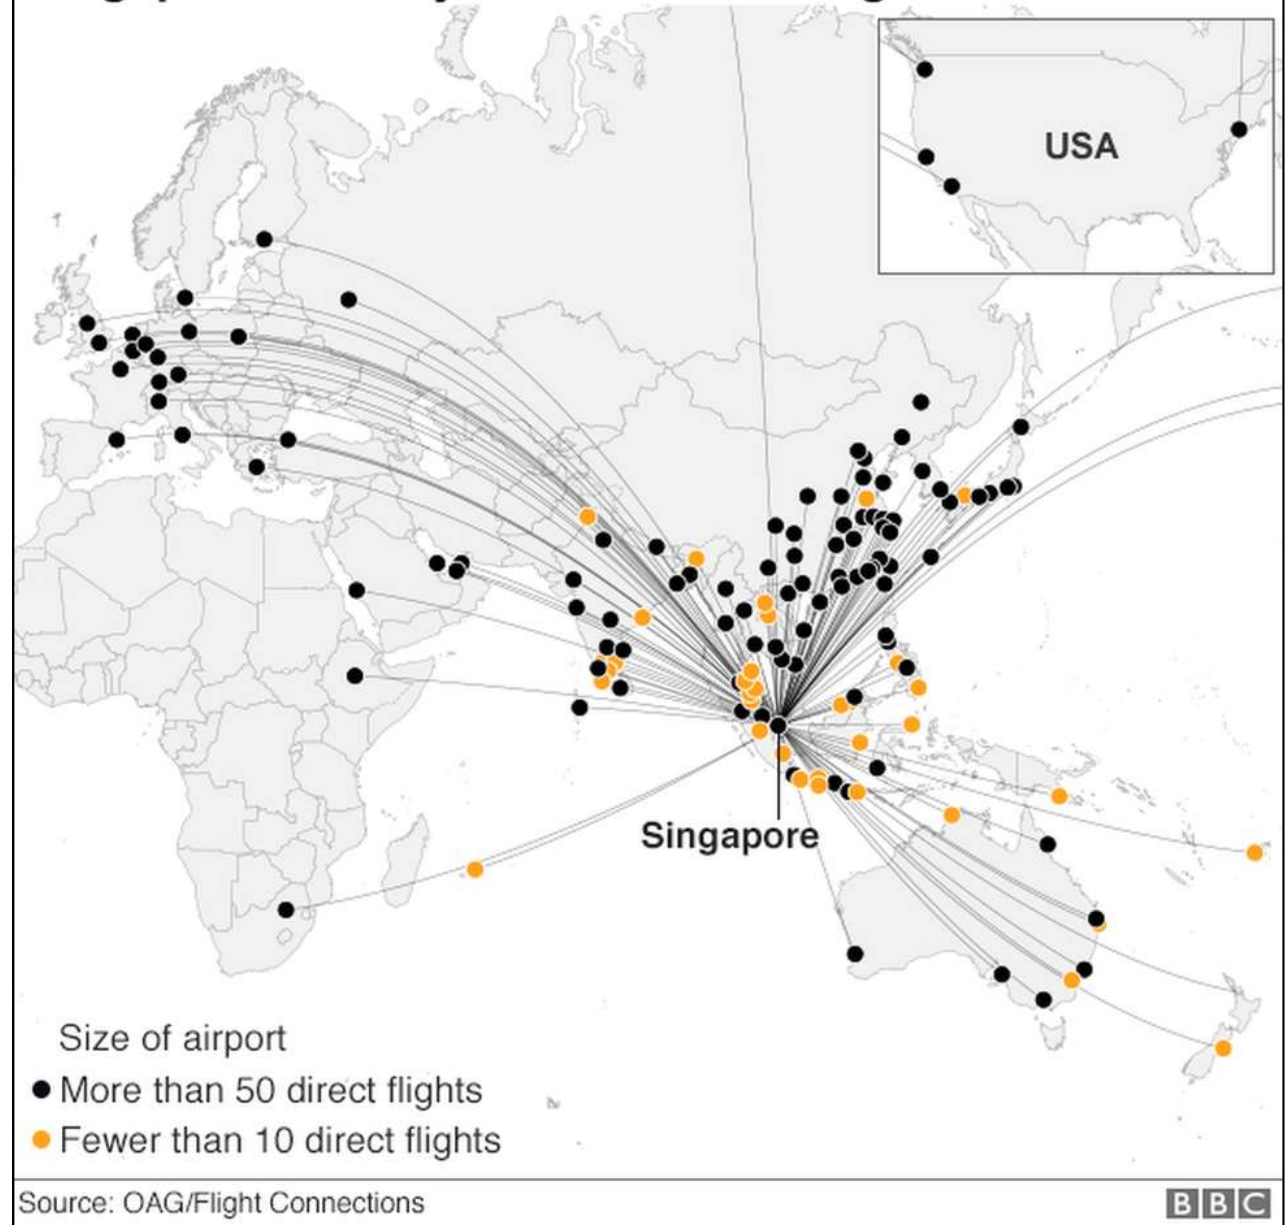 USA
Singapore
Size of airport
More than 50 direct flights
Fewer than 10 direct flights
Source: OAG/Flight Connections
BBC